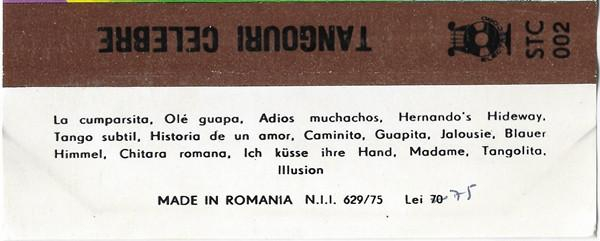 TANGOURI CELEBRE
STC
002
La cumparsita, Olé guapa, Adios muchachos, Hernando's Hideway,
Tango subtil, Historia de un amor, Caminito, Guapita, Jalousie, Blauer
Himmel, Chitara romana, Ich küsse ihre Hand, Madame, Tangolita,
Illusion
MADE IN ROMANIA N.I.I. 629/75 Lei 70 75